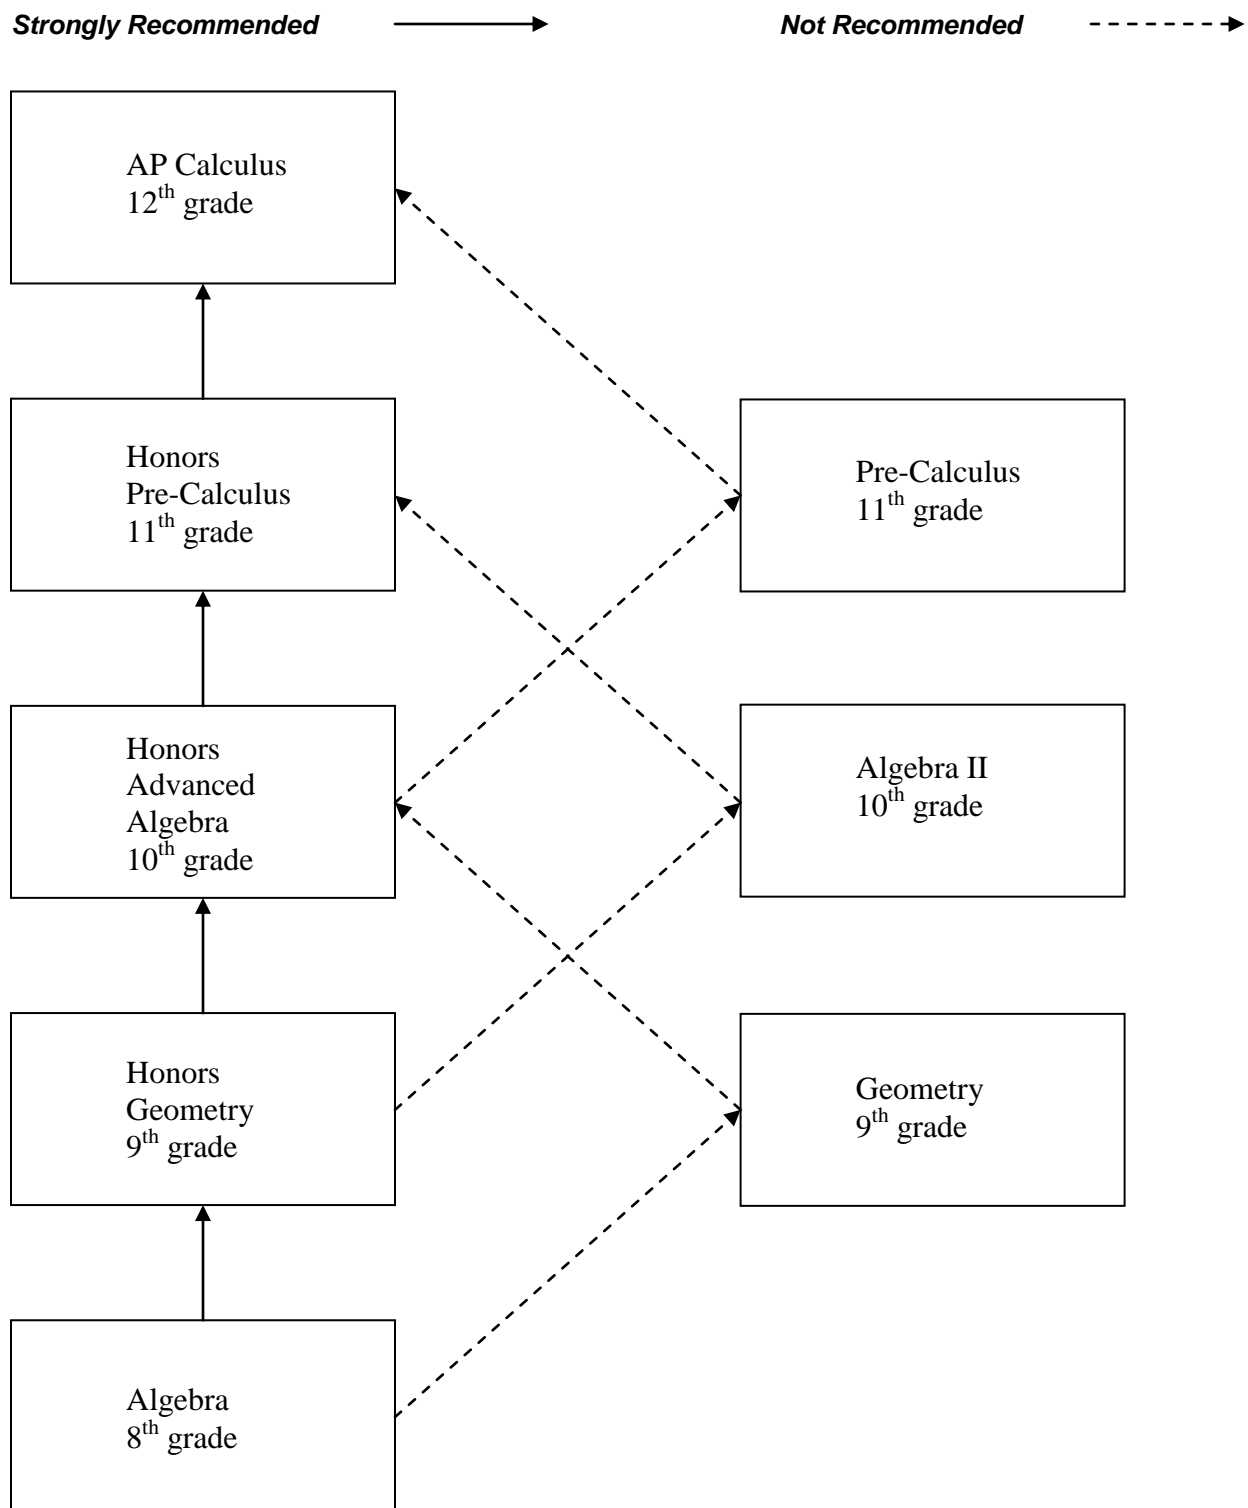 Strongly Recommended
Not Recommended
AP Calculus
12th grade
Honors
Pre-Calculus
11th grade
Pre-Calculus
11th grade
Honors
Advanced
Algebra
10th grade
Algebra II
10th grade
Honors
Geometry
9th grade
Geometry
9th grade
Algebra
8th grade